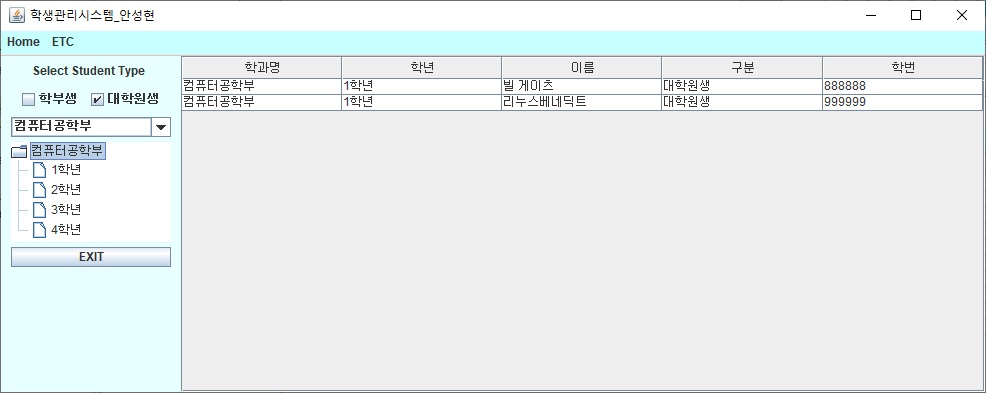 학생관리시스템_안성현
Home ETC
Select Student Type
학부생 대학원생
컴퓨터공학부
컴퓨터공학부
1학년
2학년
3학년
4학년
EXIT
학과명 학년 이름 구분 학번
컴퓨터공학부 1학년 빌 게이츠 대학원생 888888
컴퓨터공학부 1학년 리누스베네딕트 대학원생 999999